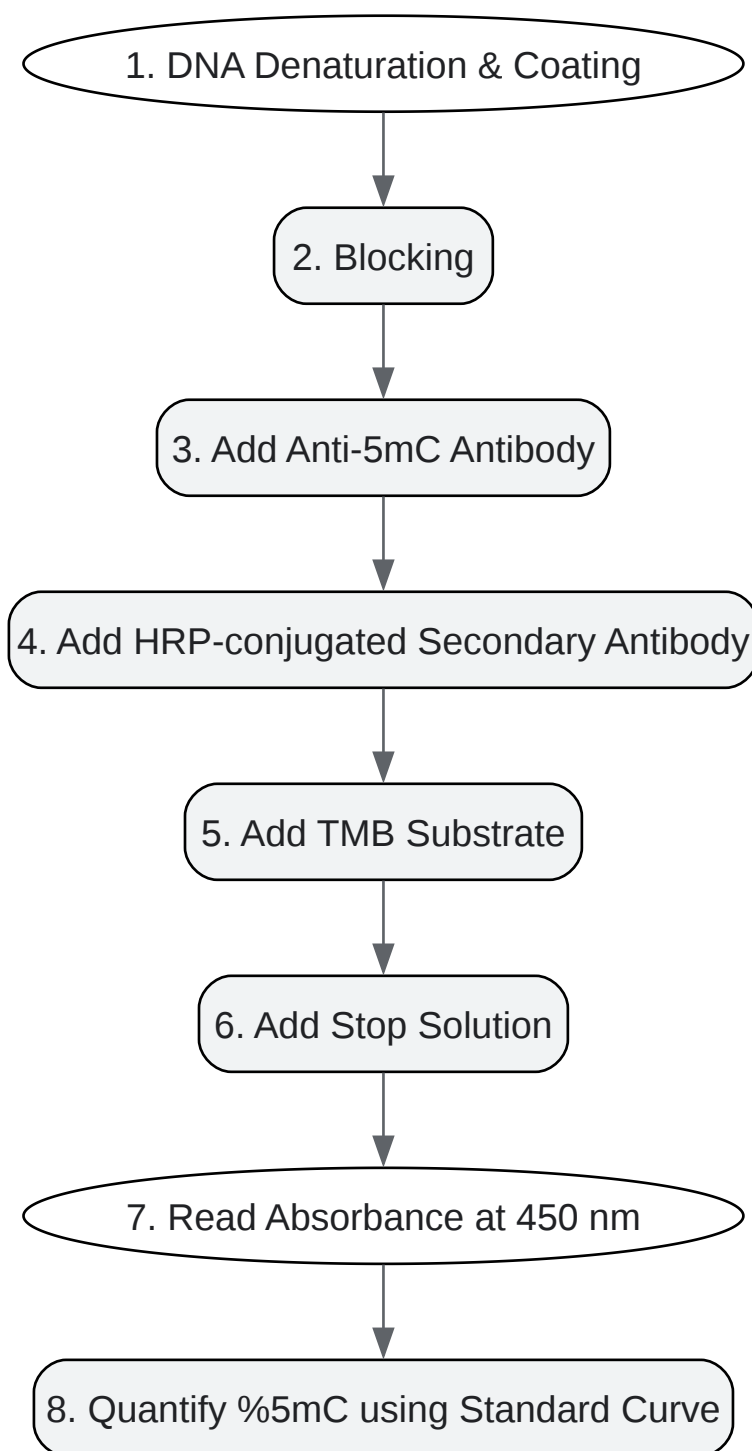 1. DNA Denaturation & Coating
2. Blocking
3. Add Anti-5mC Antibody
4. Add HRP-conjugated Secondary Antibody
5. Add TMB Substrate
6. Add Stop Solution
7. Read Absorbance at 450 nm
8. Quantify %5mC using Standard Curve